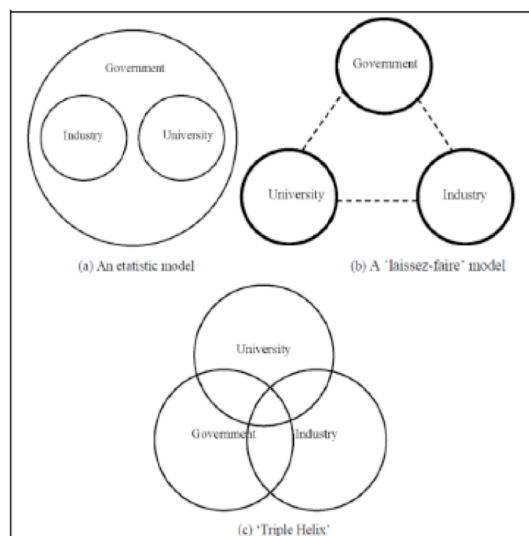 Government
Industry
University
(a) An etatistic model
Government
University
Industry
(b) A 'laissez-faire' model
University
Government
Industry
(c) 'Triple Helix'